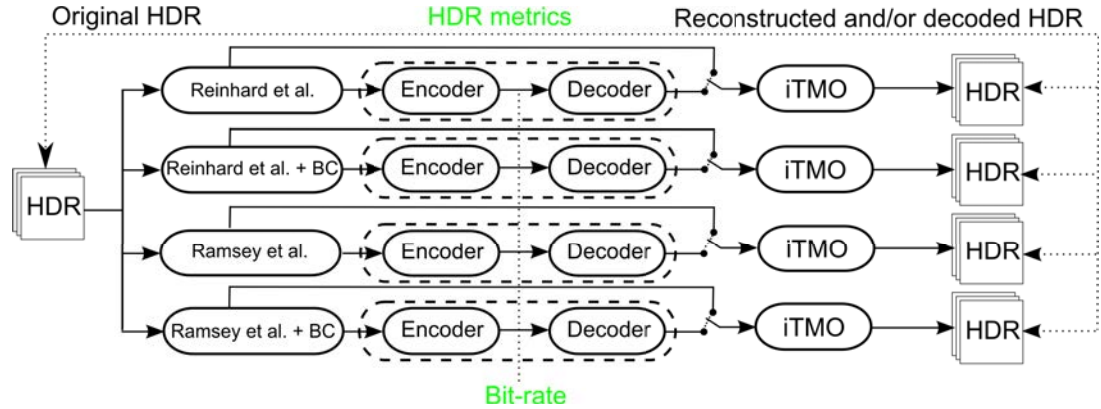 Original HDR
HDR metrics
Reconstructed and/or decoded HDR
Reinhard et al.
Encoder
Decoder
iTMO
HDR
Reinhard et al. + BC
Encoder
Decoder
iTMO
HDR
HDR
Ramsey et al.
Encoder
Decoder
iTMO
HDR
Ramsey et al. + BC
Encoder
Decoder
iTMO
HDR
Bit-rate